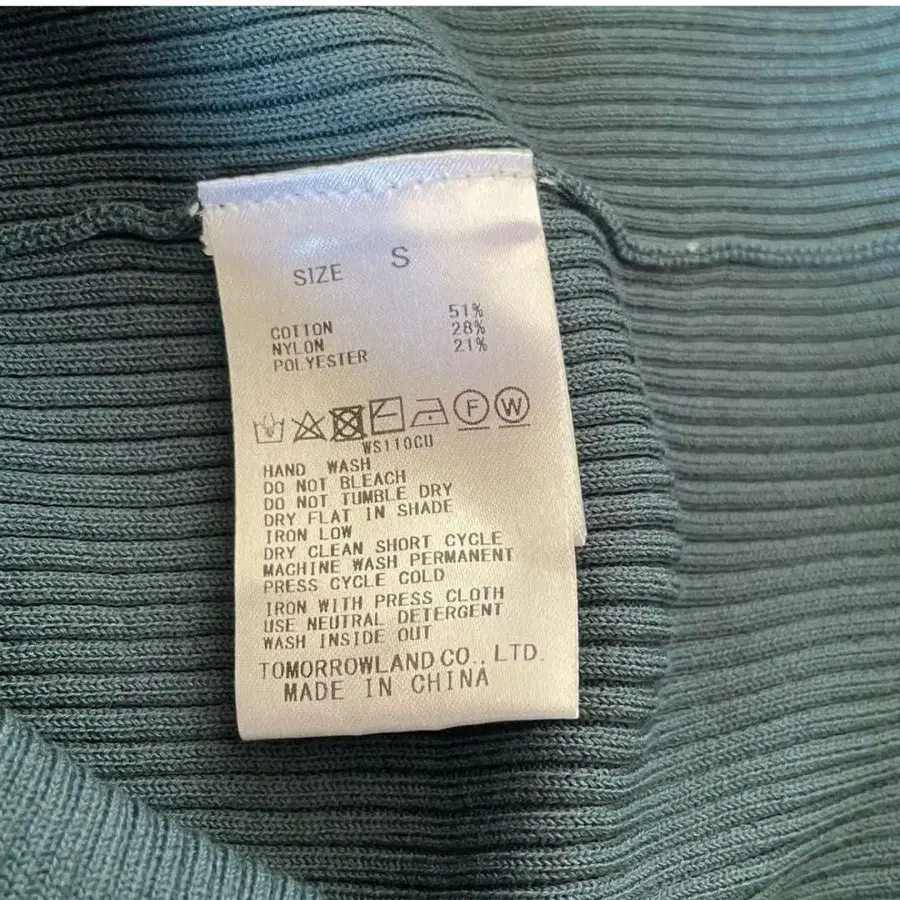 SIZE S
COTTON 51%
NYLON 28%
POLYESTER 21%
F W
WS110CU
HAND WASH
DO NOT BLEACH
DO NOT TUMBLE DRY
DRY FLAT IN SHADE
IRON LOW
DRY CLEAN SHORT CYCLE
MACHINE WASH PERMANENT
PRESS CYCLE COLD
IRON WITH PRESS CLOTH
USE NEUTRAL DETERGENT
WASH INSIDE OUT
TOMORROWLAND CO., LTD.
MADE IN CHINA